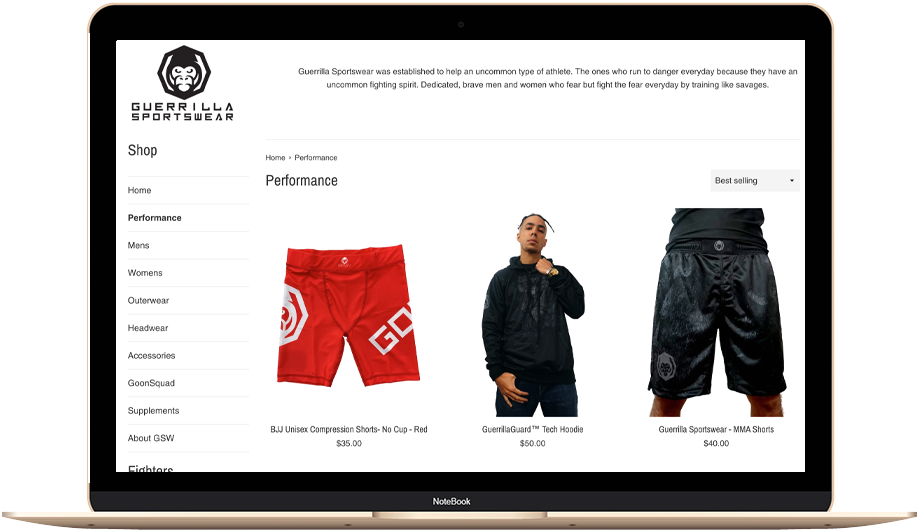 GUERRILLA
SPORTSWEAR
Guerrilla Sportswear was established to help an uncommon type of athlete. The ones who run to danger everyday because they have an
uncommon fighting spirit. Dedicated, brave men and women who fear but fight the fear everyday by training like savages.
Shop
Home
Performance
Mens
Womens
Outerwear
Headwear
Accessories
GoonSquad
Supplements
About GSW
Fighters
Home › Performance
Performance
Best selling
GO
BJJ Unisex Compression Shorts- No Cup - Red
$35.00
GuerrillaGuard™ Tech Hoodie
$50.00
Guerrilla Sportswear - MMA Shorts
$40.00
NoteBook